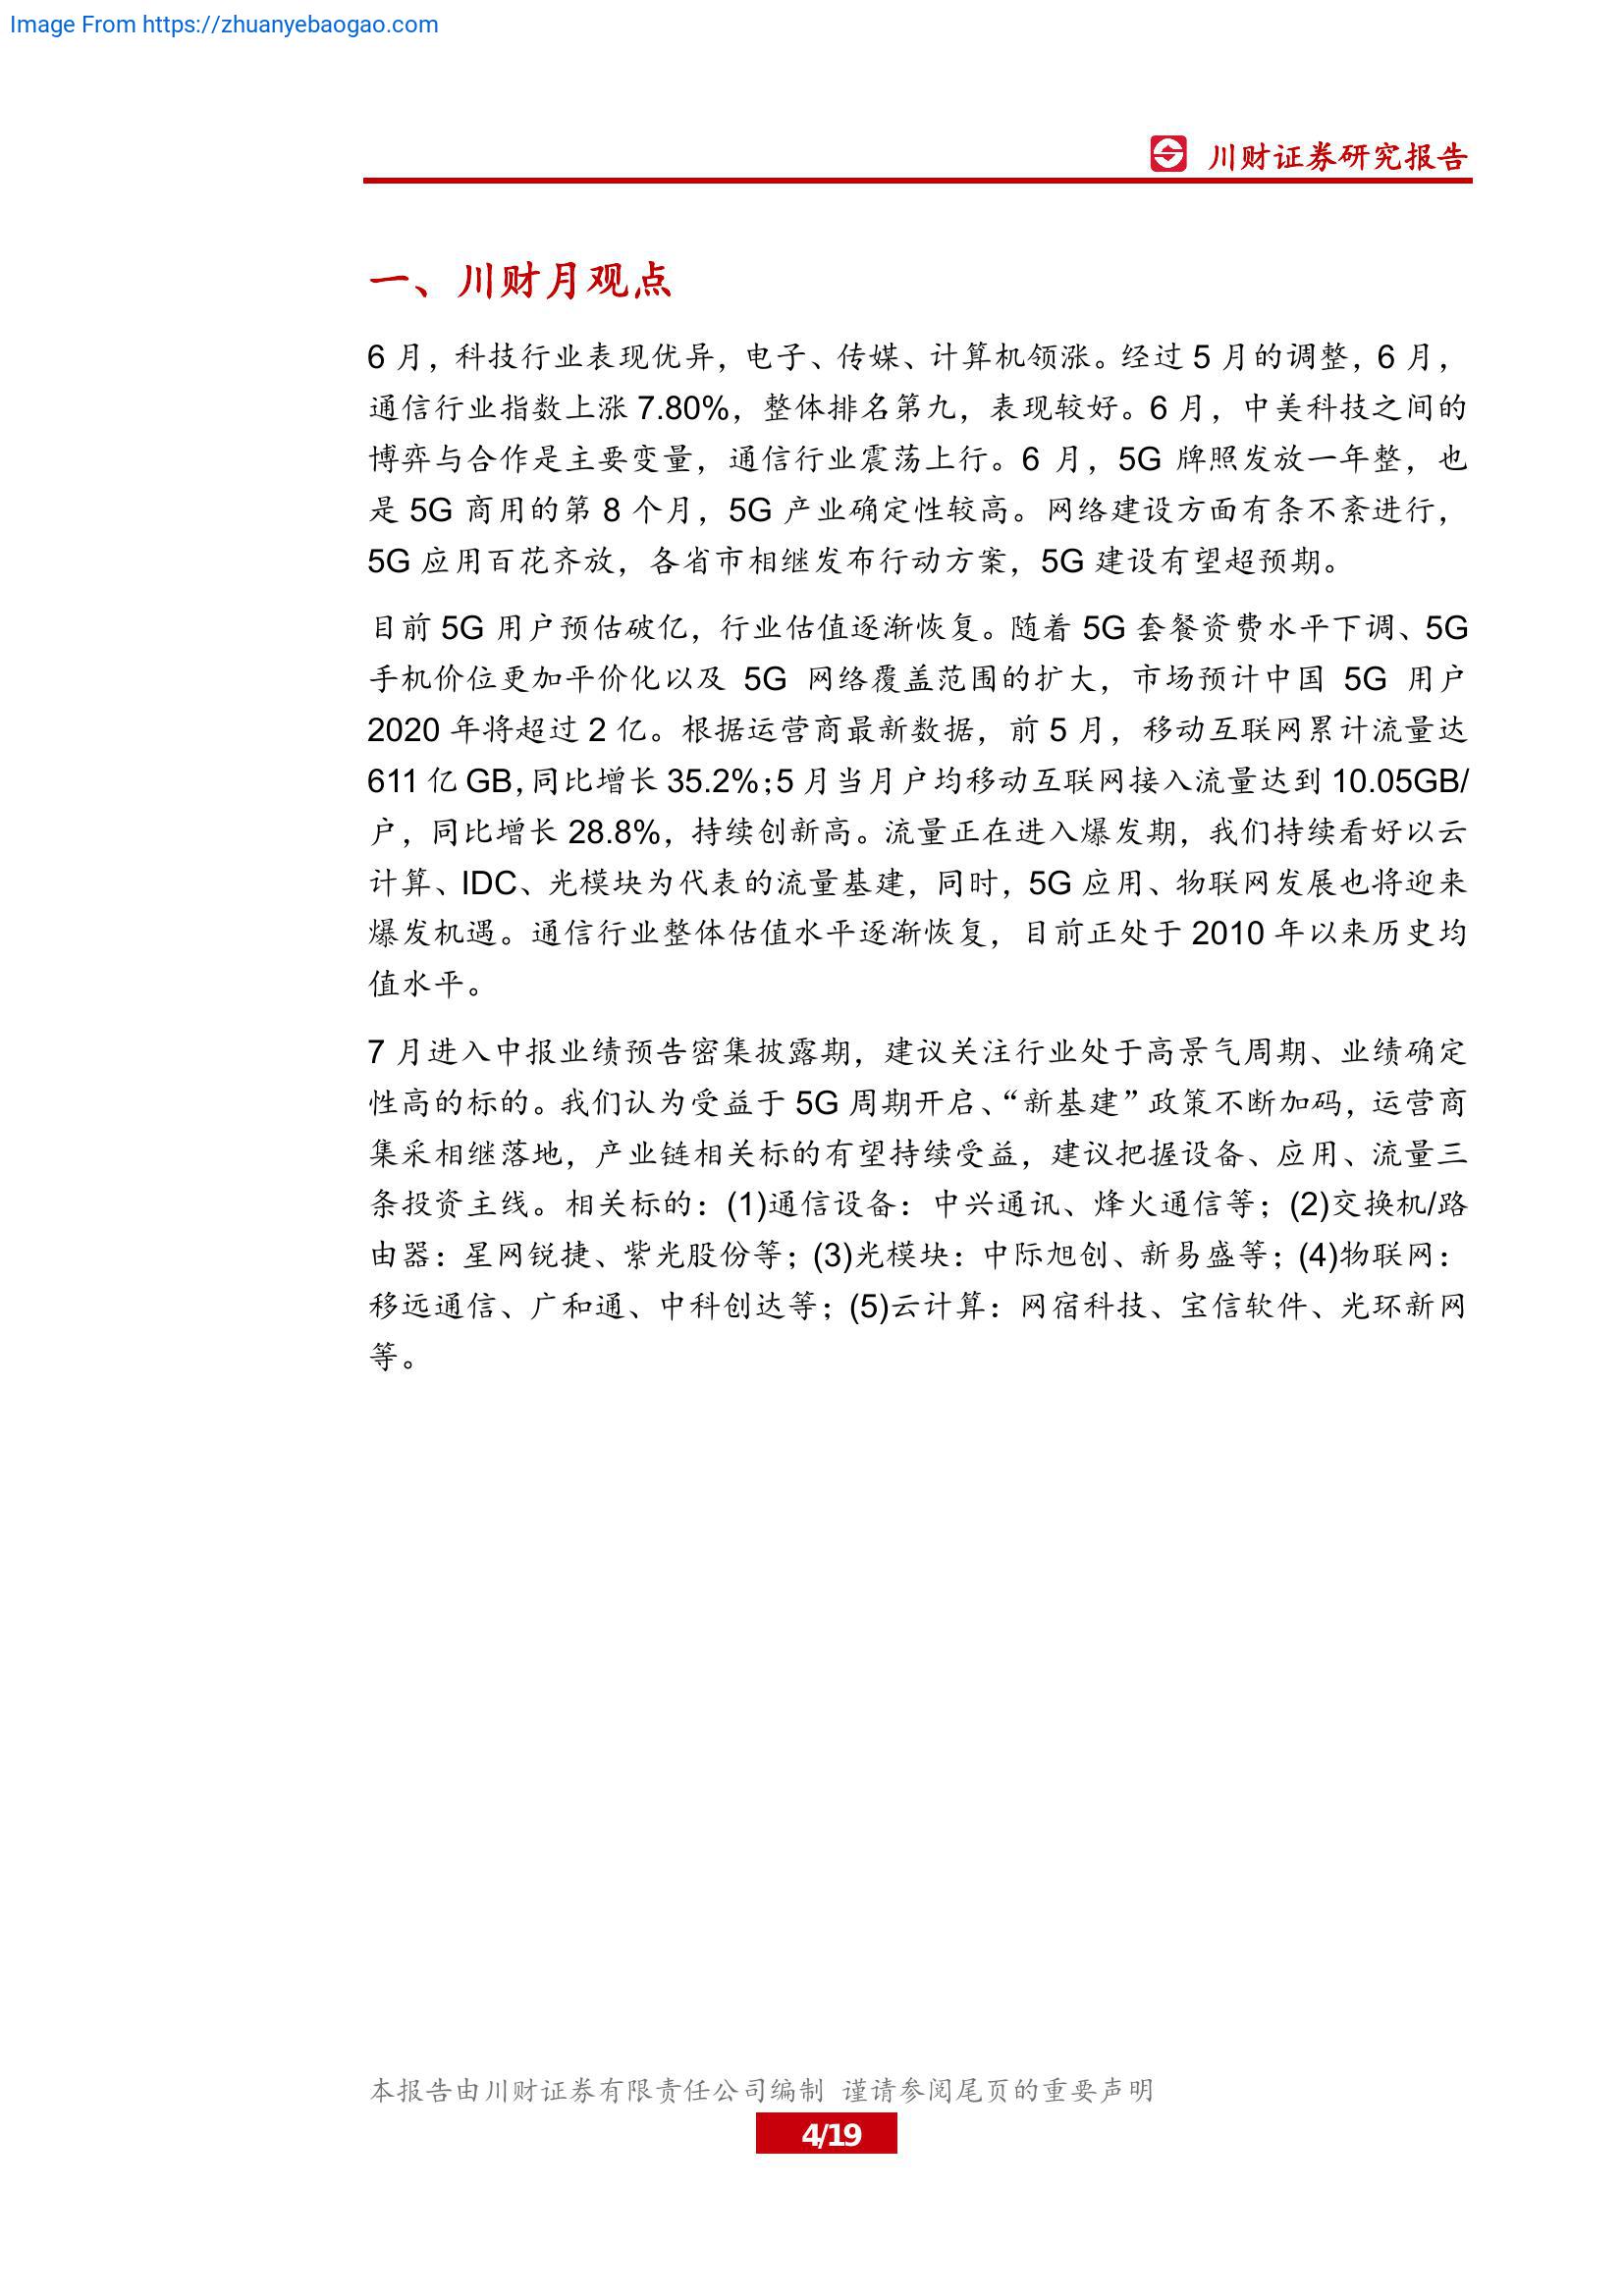 Image From https://zhuanyebaogao.com
川财证券研究报告
一、川财月观点
6 月，科技行业表现优异，电子、传媒、计算机领涨。经过 5 月的调整，6 月，
通信行业指数上涨 7.80%，整体排名第九，表现较好。6 月，中美科技之间的
博弈与合作是主要变量，通信行业震荡上行。6 月，5G 牌照发放一年整，也
是 5G 商用的第 8 个月，5G 产业确定性较高。网络建设方面有条不紊进行，
5G 应用百花齐放，各省市相继发布行动方案，5G 建设有望超预期。
目前 5G 用户预估破亿，行业估值逐渐恢复。随着 5G 套餐资费水平下调、5G
手机价位更加平价化以及 5G 网络覆盖范围的扩大，市场预计中国 5G 用户
2020 年将超过 2 亿。根据运营商最新数据，前 5 月，移动互联网累计流量达
611 亿 GB，同比增长 35.2%；5 月当月户均移动互联网接入流量达到 10.05GB/
户，同比增长 28.8%，持续创新高。流量正在进入爆发期，我们持续看好以云
计算、IDC、光模块为代表的流量基建，同时，5G 应用、物联网发展也将迎来
爆发机遇。通信行业整体估值水平逐渐恢复，目前正处于 2010 年以来历史均
值水平。
7 月进入中报业绩预告密集披露期，建议关注行业处于高景气周期、业绩确定
性高的标的。我们认为受益于 5G 周期开启、“新基建”政策不断加码，运营商
集采相继落地，产业链相关标的有望持续受益，建议把握设备、应用、流量三
条投资主线。相关标的：(1)通信设备：中兴通讯、烽火通信等；(2)交换机/路
由器：星网锐捷、紫光股份等；(3)光模块：中际旭创、新易盛等；(4)物联网：
移远通信、广和通、中科创达等；(5)云计算：网宿科技、宝信软件、光环新网
等。
本报告由川财证券有限责任公司编制 谨请参阅尾页的重要声明
4/19